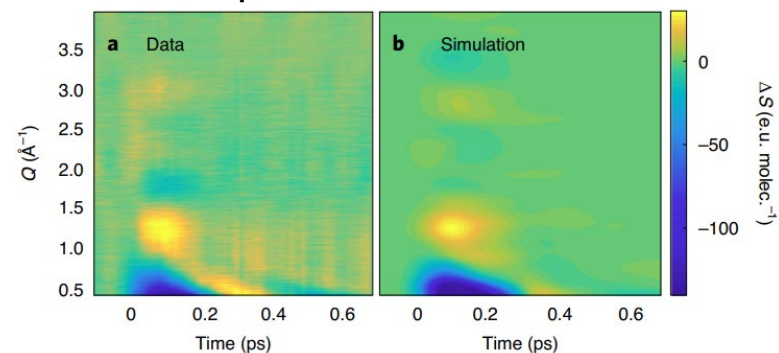 a Data
b Simulation
3.5
3.0
2.5
2.0
1.5
1.0
0.5
Q (Å⁻¹)
0 0.2 0.4 0.6
Time (ps)
0 0.2 0.4 0.6
Time (ps)
0
–50
–100
ΔS (e.u. molec.⁻¹)